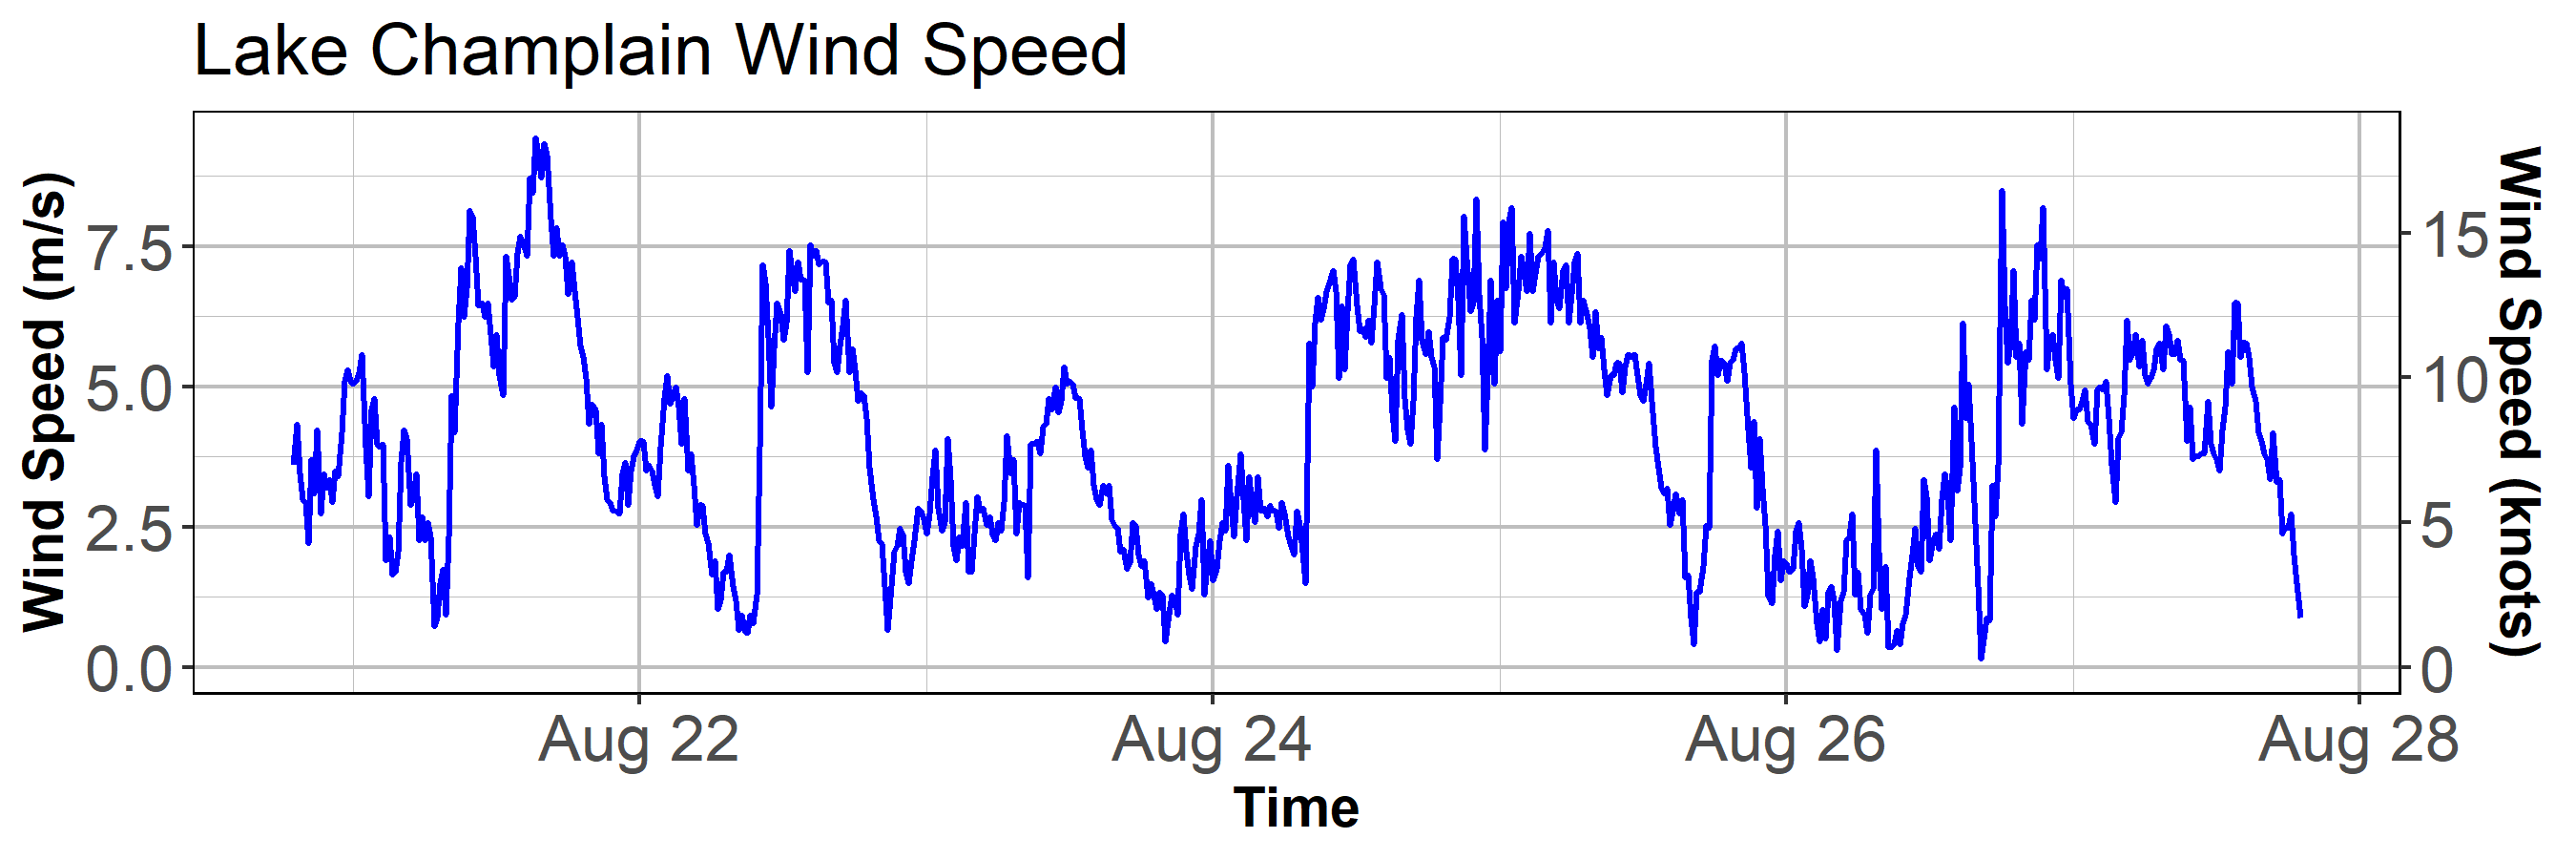 Lake Champlain Wind Speed
Wind Speed (m/s)
7.5
5.0
2.5
0.0
15
10
5
0
Wind Speed (knots)
Aug 22
Aug 24
Aug 26
Aug 28
Time